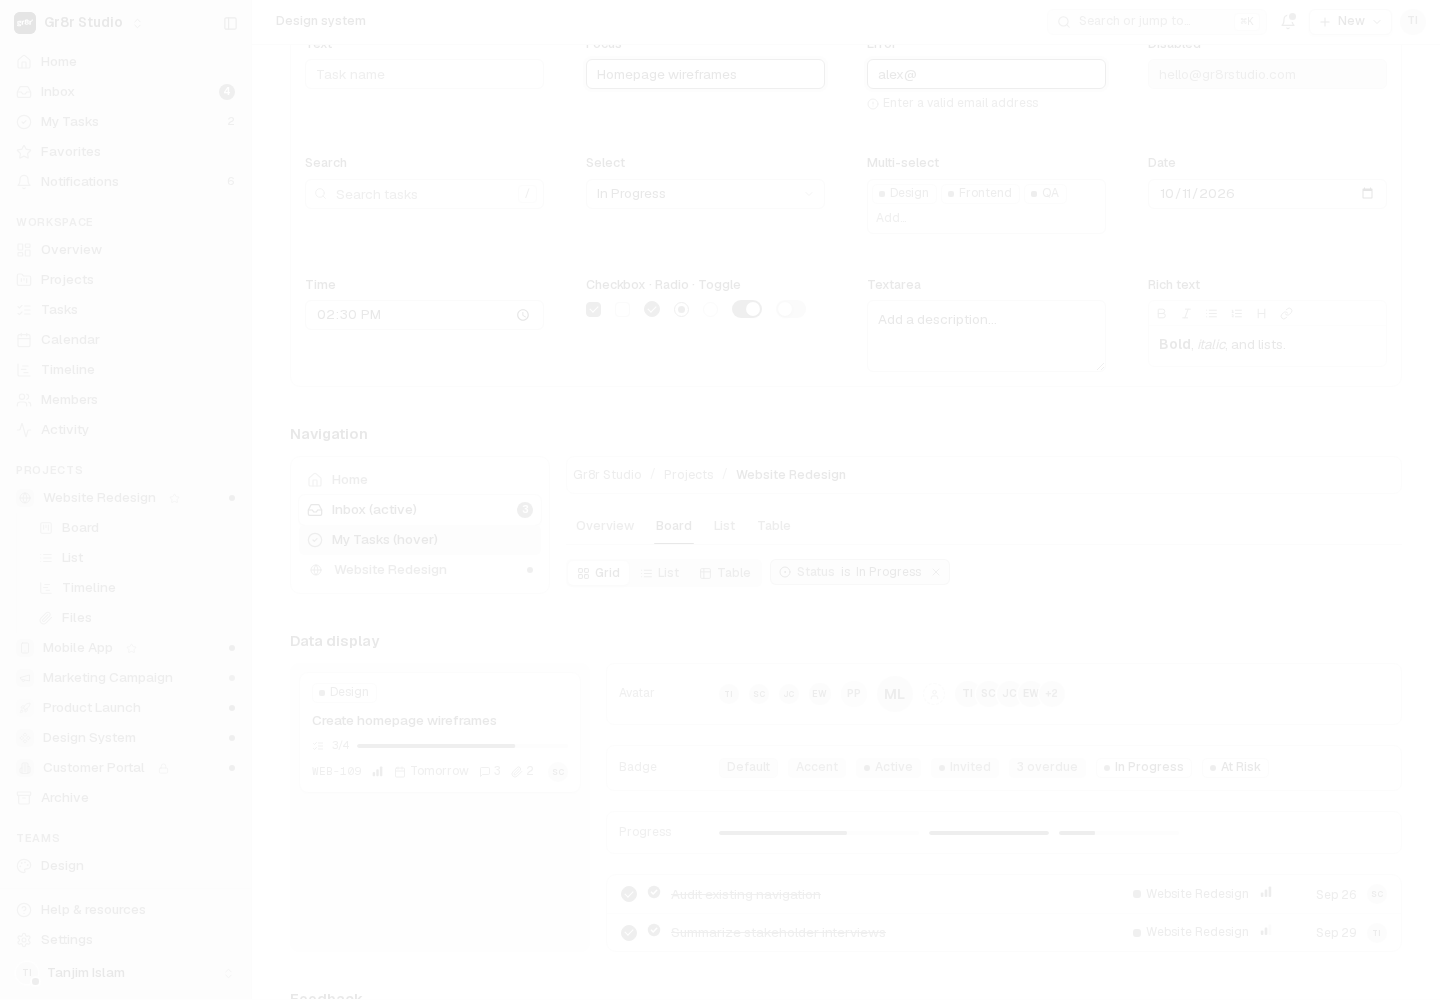 Gr8r Studio
Design system
Search or jump to...
⌘K
New
TI
Home
Inbox 4
My Tasks 2
Favorites
Notifications 6
WORKSPACE
Overview
Projects
Tasks
Calendar
Timeline
Members
Activity
PROJECTS
Website Redesign
Board
List
Timeline
Files
Mobile App
Marketing Campaign
Product Launch
Design System
Customer Portal
Archive
TEAMS
Design
Help & resources
Settings
TI Tanjim Islam
Text
Task name
Focus
Homepage wireframes
Error
alex@
Enter a valid email address
Disabled
hello@gr8rstudio.com
Search
Search tasks /
Select
In Progress
Multi-select
Design Frontend QA
Add...
Date
10/11/2026
Time
02:30 PM
Checkbox · Radio · Toggle
Textarea
Add a description...
Rich text
B I H
Bold, italic, and lists.
Navigation
Home
Inbox (active) 3
My Tasks (hover)
Website Redesign
Gr8r Studio / Projects / Website Redesign
Overview Board List Table
Grid List Table
Status is In Progress
Data display
Design
Create homepage wireframes
3/4
WEB-109 Tomorrow 3 2 SC
Avatar TI SC JC EW PP ML TI SC JC EW +2
Badge Default Accent Active Invited 3 overdue In Progress At Risk
Progress
Audit existing navigation Website Redesign Sep 26 SC
Summarize stakeholder interviews Website Redesign Sep 29 TI
Feedback